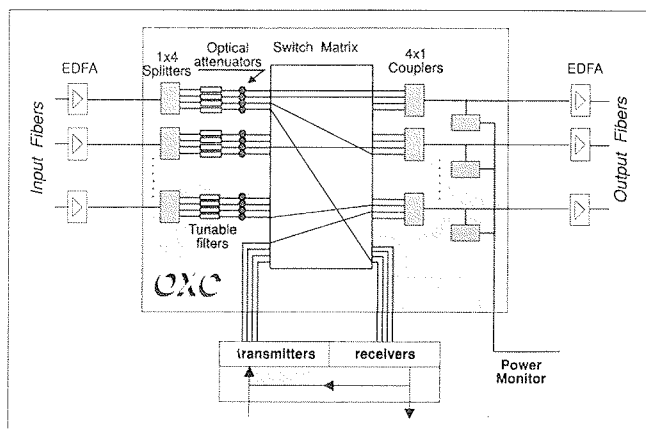 1x4
Splitters
Optical
attenuators
Switch Matrix
4x1
Couplers
EDFA
EDFA
Input Fibers
Output Fibers
Tunable
filters
OXC
transmitters
receivers
Power
Monitor